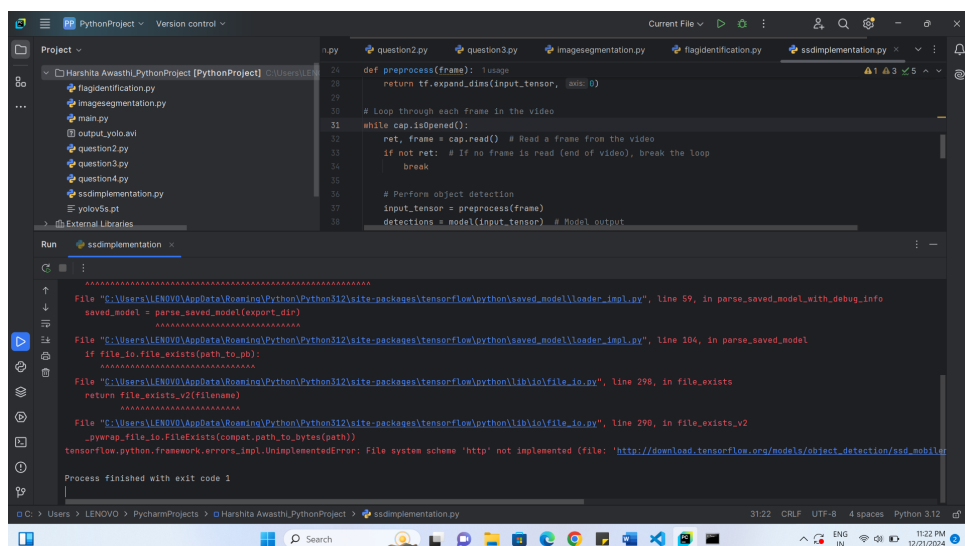 PP PythonProject Version control Current File
Project
n.py question2.py question3.py imagesegmentation.py flagidentification.py ssdimplementation.py
Harshita Awasthi_PythonProject [PythonProject] C:\Users\LEN
flagidentification.py
imagesegmentation.py
main.py
output_yolo.avi
question2.py
question3.py
question4.py
ssdimplementation.py
yolov5s.pt
External Libraries
24 def preprocess(frame): 1 usage
1 3 5
28 return tf.expand_dims(input_tensor, axis: 0)
29
30 # Loop through each frame in the video
31 while cap.isOpened():
32 ret, frame = cap.read() # Read a frame from the video
33 if not ret: # If no frame is read (end of video), break the loop
34 break
35
36 # Perform object detection
37 input_tensor = preprocess(frame)
38 detections = model(input_tensor) # Model output
Run ssdimplementation
^^^^^^^^^^^^^^^^^^^^^^^^^^^^^^^^^^^^^^^^^^^^^^^^^^^^^^^^^
File "C:\Users\LENOVO\AppData\Roaming\Python\Python312\site-packages\tensorflow\python\saved_model\loader_impl.py", line 59, in parse_saved_model_with_debug_info
saved_model = parse_saved_model(export_dir)
^^^^^^^^^^^^^^^^^^^^^^^^^^^^
File "C:\Users\LENOVO\AppData\Roaming\Python\Python312\site-packages\tensorflow\python\saved_model\loader_impl.py", line 104, in parse_saved_model
if file_io.file_exists(path_to_pb):
^^^^^^^^^^^^^^^^^^^^^^^^^^^^^^^
File "C:\Users\LENOVO\AppData\Roaming\Python\Python312\site-packages\tensorflow\python\lib\io\file_io.py", line 298, in file_exists
return file_exists_v2(filename)
^^^^^^^^^^^^^^^^^^^^^^^^
File "C:\Users\LENOVO\AppData\Roaming\Python\Python312\site-packages\tensorflow\python\lib\io\file_io.py", line 290, in file_exists_v2
_pywrap_file_io.FileExists(compat.path_to_bytes(path))
tensorflow.python.framework.errors_impl.UnimplementedError: File system scheme 'http' not implemented (file: 'http://download.tensorflow.org/models/object_detection/ssd_mobile
Process finished with exit code 1
C: > Users > LENOVO > PycharmProjects > Harshita Awasthi_PythonProject > ssdimplementation.py 31:22 CRLF UTF-8 4 spaces Python 3.12
Search ENG IN 11:22 PM 12/21/2024 2